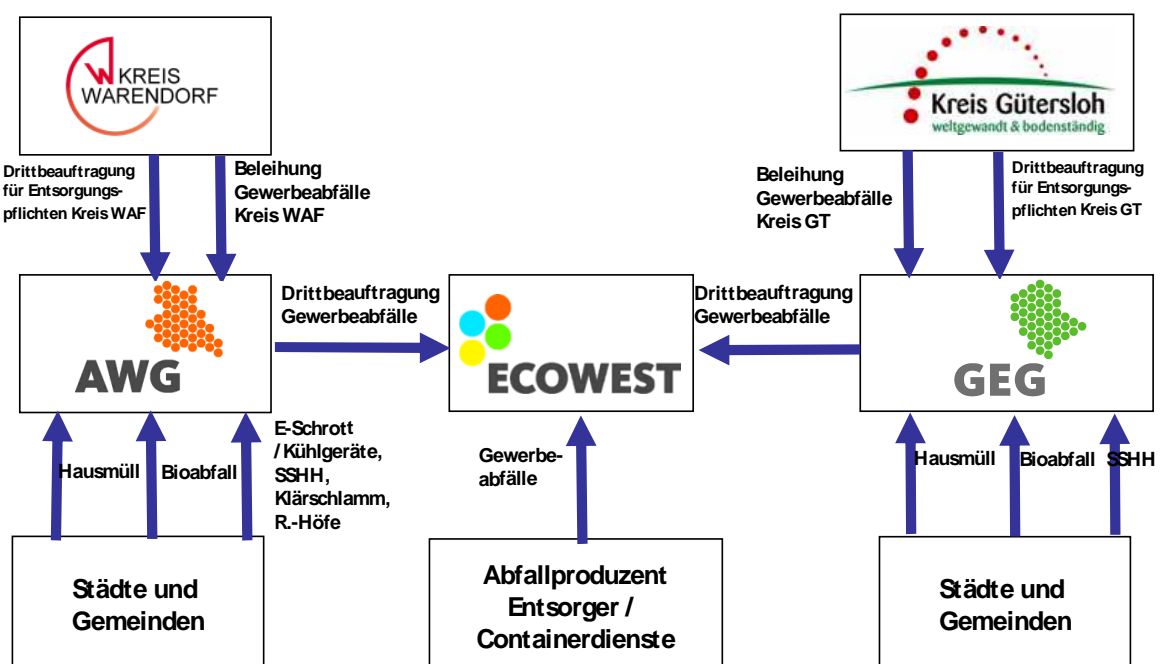 KREIS
WARENDORF
Kreis Gütersloh
weltgewandt & bodenständig
Drittbeauftragung
für Entsorgungs-
pflichten Kreis WAF
Beleihung
Gewerbeabfälle
Kreis WAF
Beleihung
Gewerbeabfälle
Kreis GT
Drittbeauftragung
für Entsorgungs-
pflichten Kreis GT
AWG
Drittbeauftragung
Gewerbeabfälle
ECOWEST
Drittbeauftragung
Gewerbeabfälle
GEG
Hausmüll
Bioabfall
E-Schrott
/ Kühlgeräte,
SSHH,
Klärschlamm,
R.-Höfe
Gewerbe-
abfälle
Hausmüll
Bioabfall
SSHH
Städte und
Gemeinden
Abfallproduzent
Entsorger /
Containerdienste
Städte und
Gemeinden